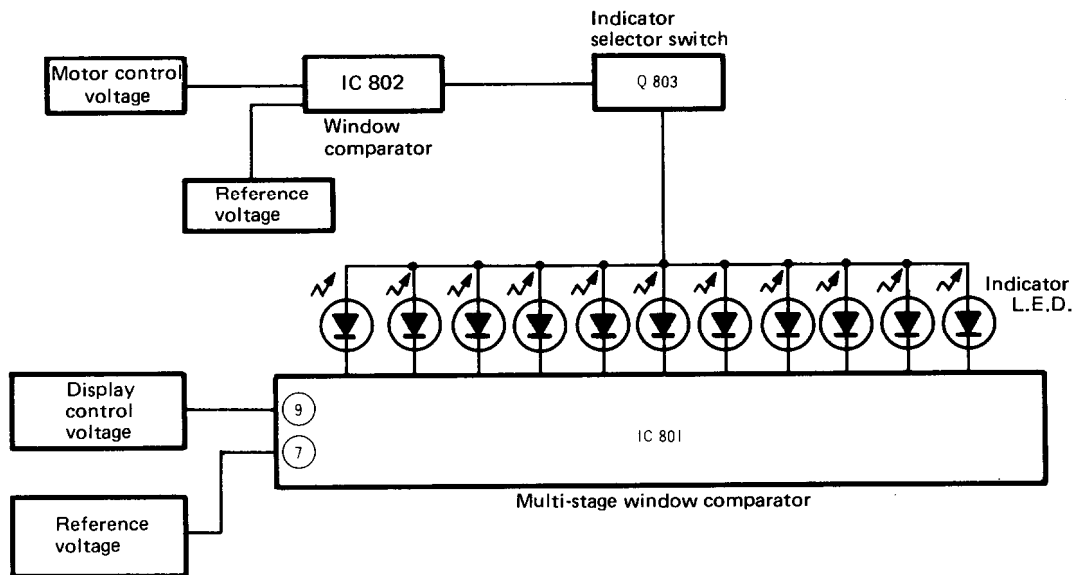 Indicator
selector switch
Motor control
voltage
IC 802
Q 803
Window
comparator
Reference
voltage
Indicator
L.E.D.
Display
control
voltage
9
7
IC 801
Reference
voltage
Multi-stage window comparator